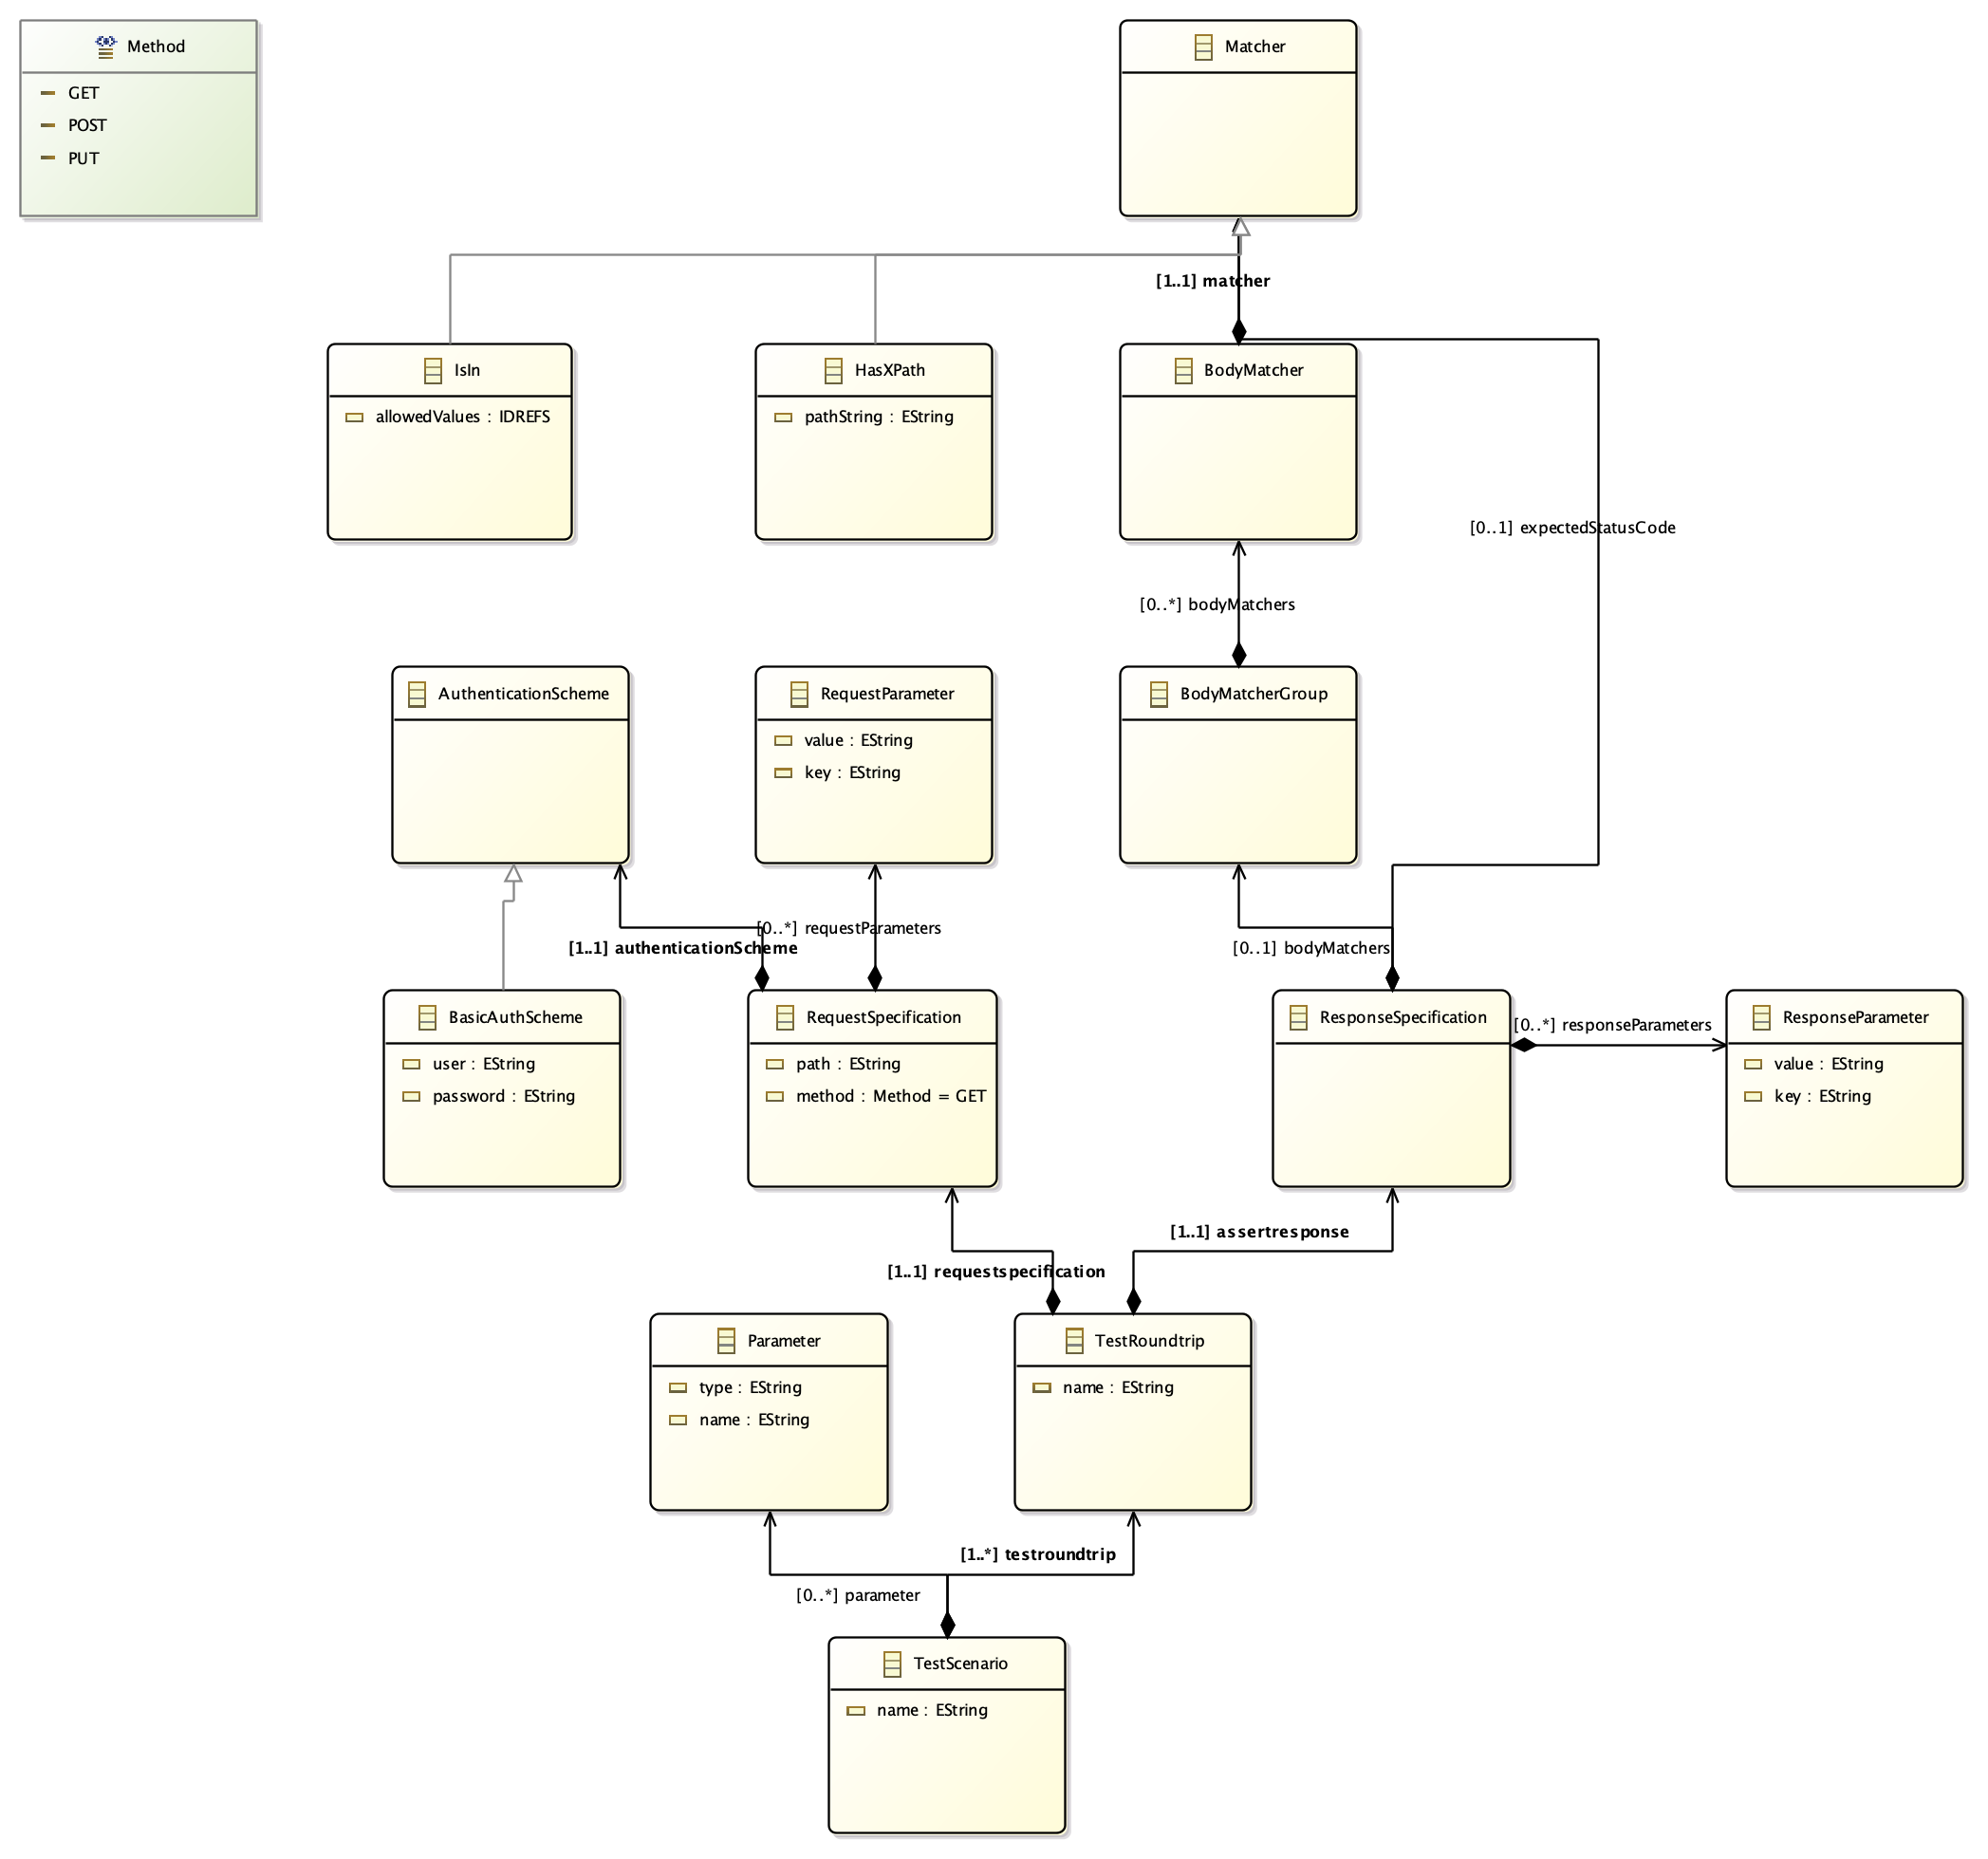 Method
GET
POST
PUT
Matcher
[1..1] matcher
IsIn
allowedValues : IDREFS
HasXPath
pathString : EString
BodyMatcher
[0..1] expectedStatusCode
[0..*] bodyMatchers
AuthenticationScheme
RequestParameter
value : EString
key : EString
BodyMatcherGroup
[0..*] requestParameters
[1..1] authenticationScheme
[0..1] bodyMatchers
BasicAuthScheme
user : EString
password : EString
RequestSpecification
path : EString
method : Method = GET
ResponseSpecification
[0..*] responseParameters
ResponseParameter
value : EString
key : EString
[1..1] assertresponse
[1..1] requestspecification
Parameter
type : EString
name : EString
TestRoundtrip
name : EString
[1..*] testroundtrip
[0..*] parameter
TestScenario
name : EString